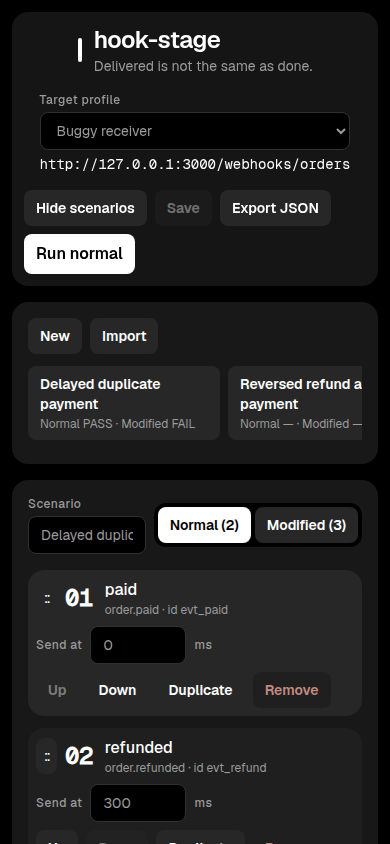 hook-stage
Delivered is not the same as done.
Target profile
Buggy receiver
http://127.0.0.1:3000/webhooks/orders
Hide scenarios
Save
Export JSON
Run normal
New
Import
Delayed duplicate
payment
Normal PASS · Modified FAIL
Reversed refund a
payment
Normal — · Modified —
Scenario
Delayed duplic
Normal (2)
Modified (3)
:: 01
paid
order.paid · id evt_paid
Send at
0
ms
Up
Down
Duplicate
Remove
:: 02
refunded
order.refunded · id evt_refund
Send at
300
ms